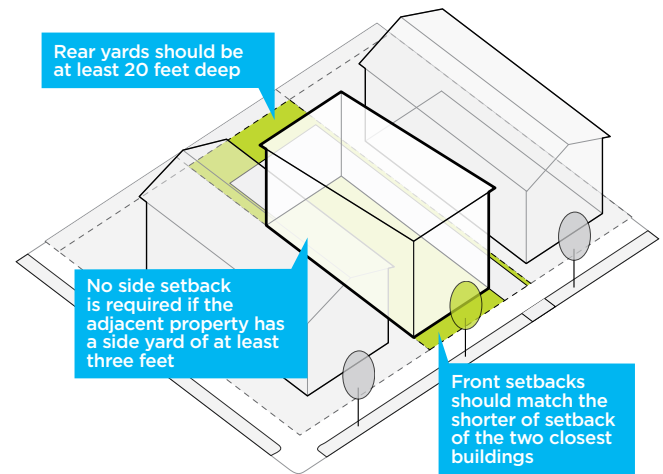 Rear yards should be
at least 20 feet deep
No side setback
is required if the
adjacent property has
a side yard of at least
three feet
Front setbacks
should match the
shorter of setback
of the two closest
buildings